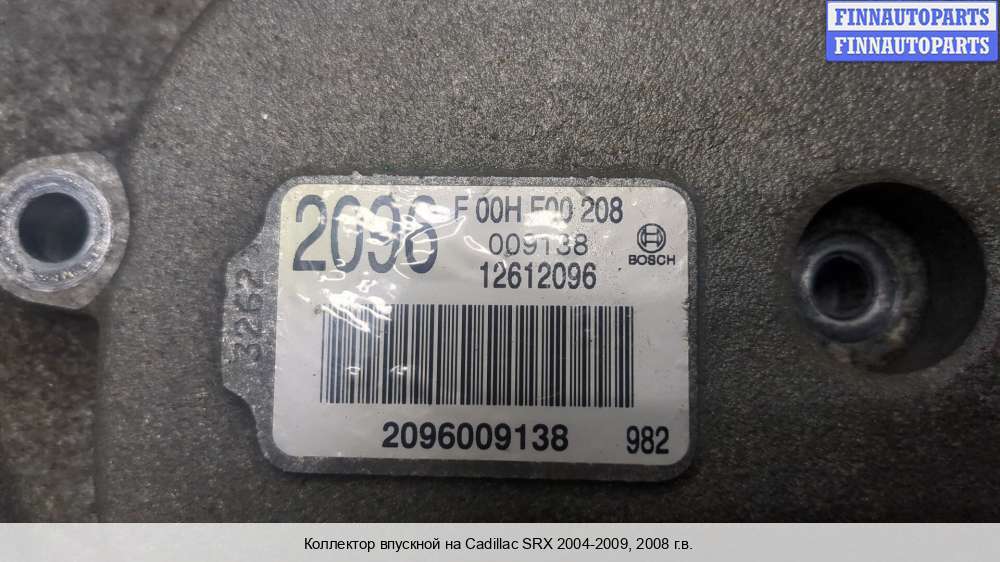 FINNAUTOPARTS
FINNAUTOPARTS
2096
F 00H F00 208
009138
12612096
BOSCH
3262
2096009138
982
Коллектор впускной на Cadillac SRX 2004-2009, 2008 г.в.